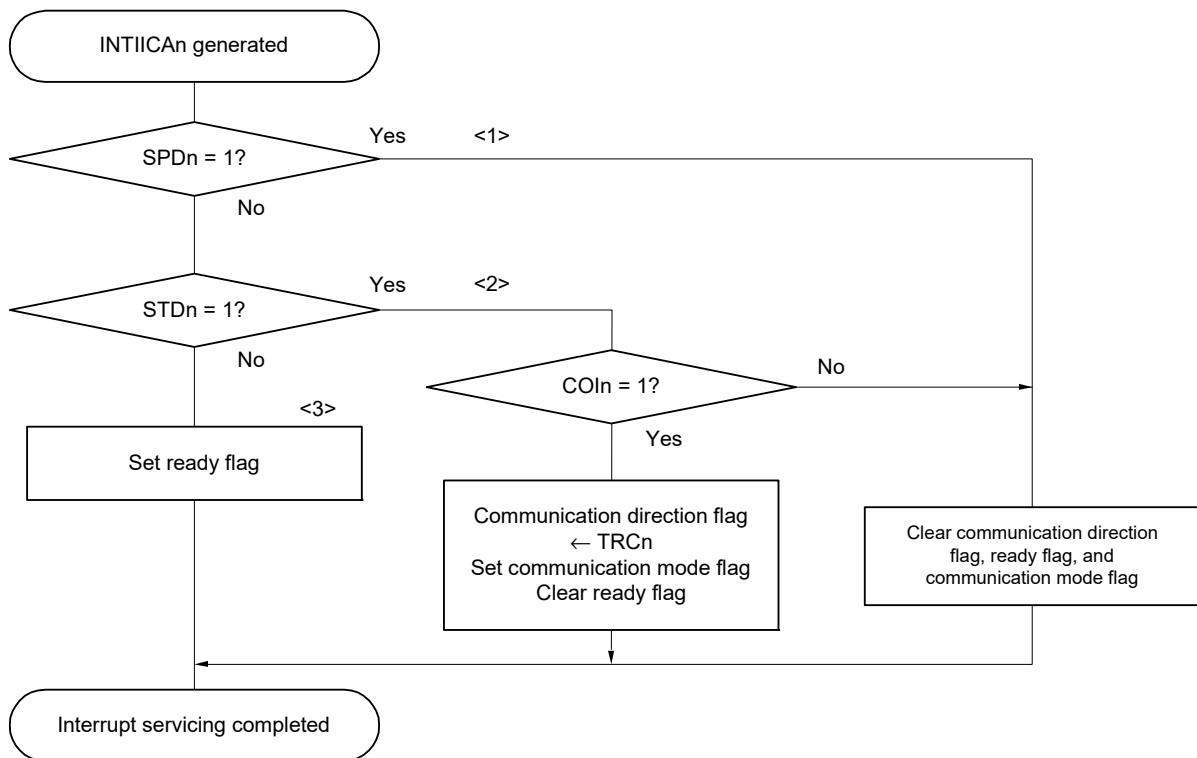 INTIICAn generated
Yes
<1>
SPDn = 1?
No
Yes
<2>
STDn = 1?
No
COIn = 1?
No
<3>
Yes
Set ready flag
Communication direction flag
← TRCn
Set communication mode flag
Clear ready flag
Clear communication direction
flag, ready flag, and
communication mode flag
Interrupt servicing completed